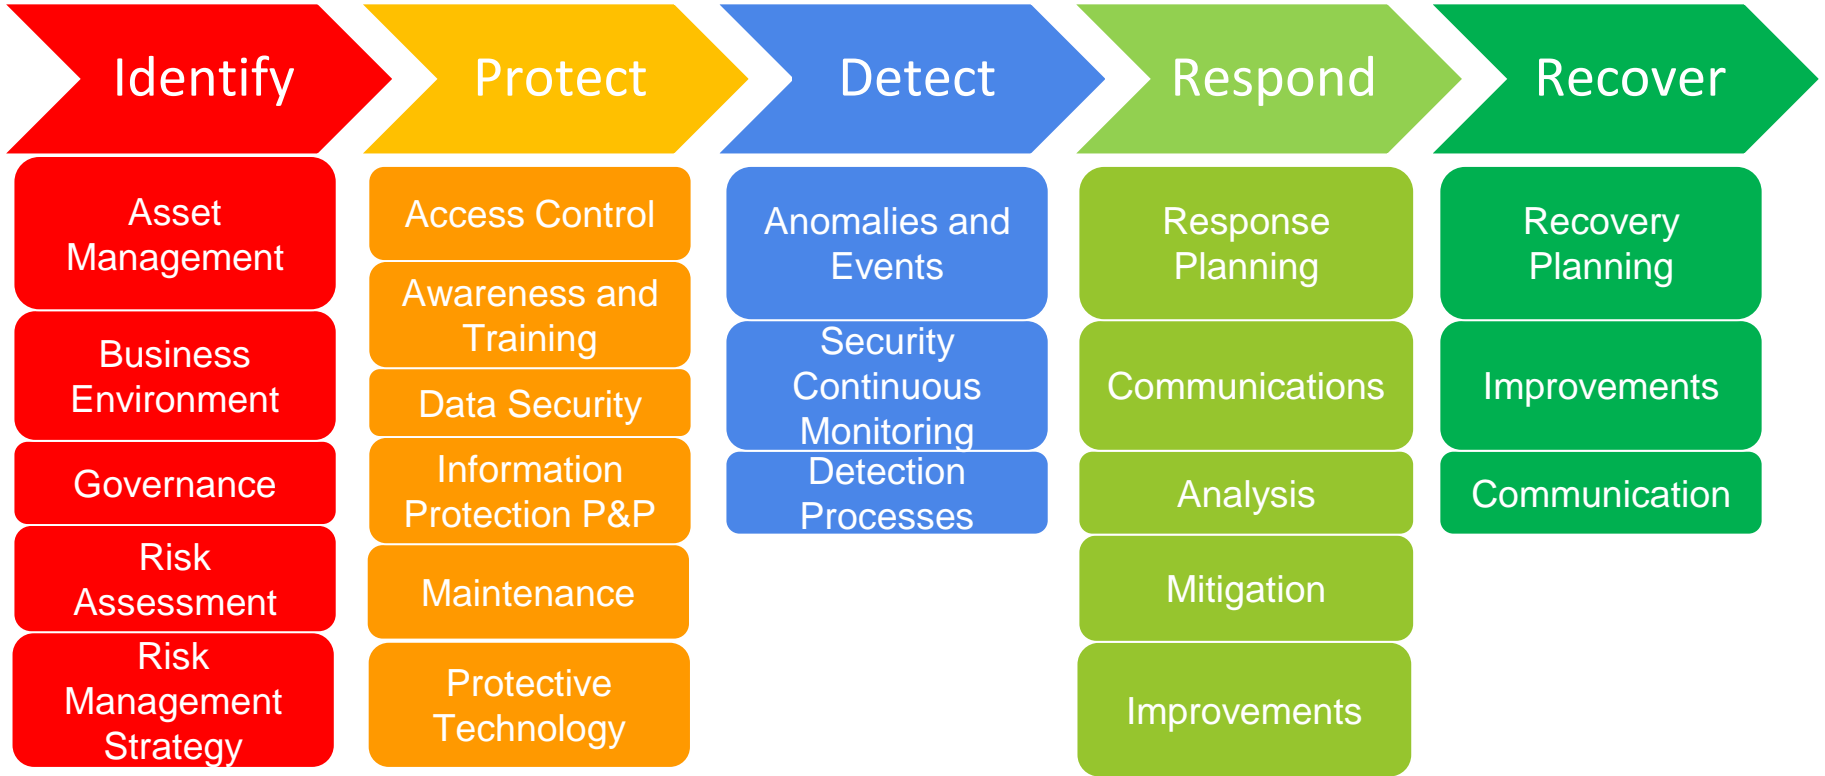 Identify
Protect
Detect
Respond
Recover
Asset
Management
Business
Environment
Governance
Risk
Assessment
Risk
Management
Strategy
Access Control
Awareness and
Training
Data Security
Information
Protection P&P
Maintenance
Protective
Technology
Anomalies and
Events
Security
Continuous
Monitoring
Detection
Processes
Response
Planning
Communications
Analysis
Mitigation
Improvements
Recovery
Planning
Improvements
Communication